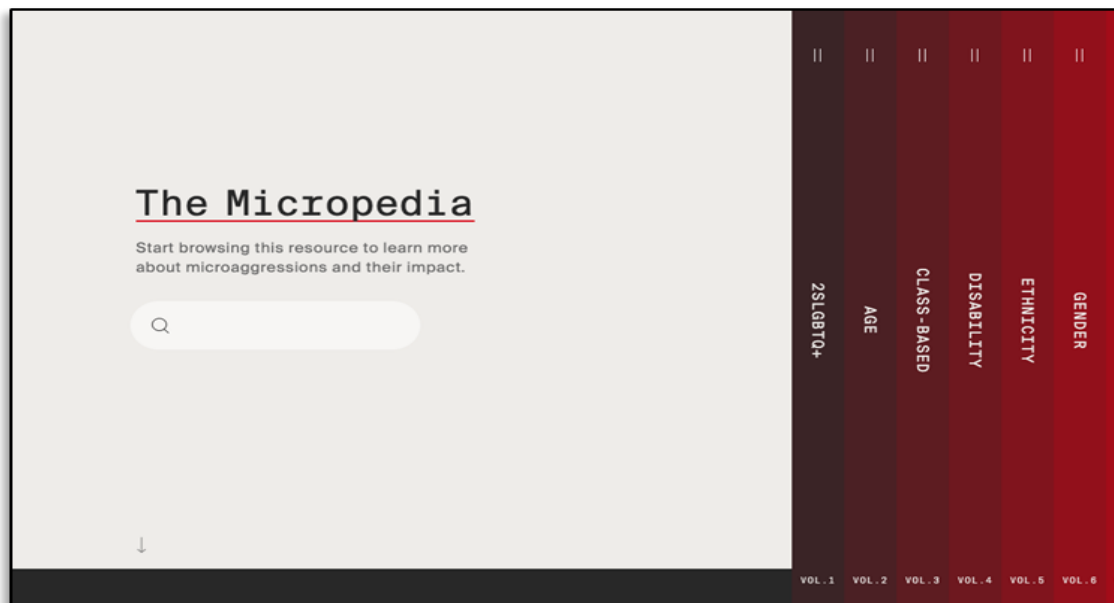 The Micropedia
Start browsing this resource to learn more
about microaggressions and their impact.
2SLGBTQ+
AGE
CLASS-BASED
DISABILITY
ETHNICITY
GENDER
VOL.1
VOL.2
VOL.3
VOL.4
VOL.5
VOL.6